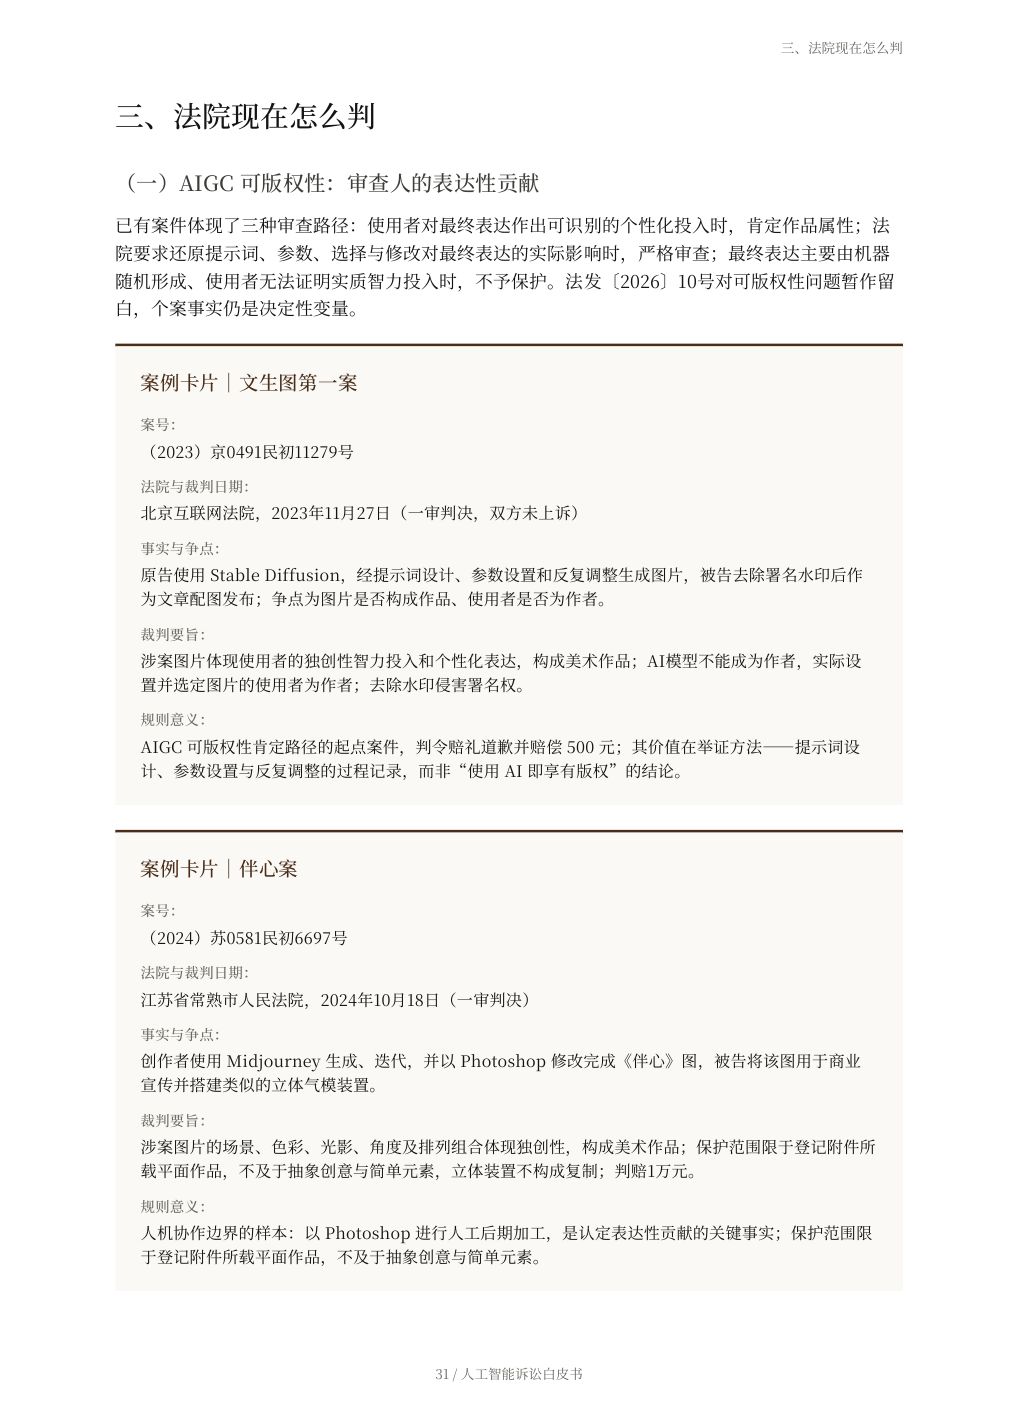 三、法院现在怎么判
三、法院现在怎么判
（一）AIGC 可版权性：审查人的表达性贡献
已有案件体现了三种审查路径：使用者对最终表达作出可识别的个性化投入时，肯定作品属性；法
院要求还原提示词、参数、选择与修改对最终表达的实际影响时，严格审查；最终表达主要由机器
随机形成、使用者无法证明实质智力投入时，不予保护。法发〔2026〕10号对可版权性问题暂作留
白，个案事实仍是决定性变量。
案例卡片｜文生图第一案
案号：
（2023）京0491民初11279号
法院与裁判日期：
北京互联网法院，2023年11月27日（一审判决，双方未上诉）
事实与争点：
原告使用 Stable Diffusion，经提示词设计、参数设置和反复调整生成图片，被告去除署名水印后作
为文章配图发布；争点为图片是否构成作品、使用者是否为作者。
裁判要旨：
涉案图片体现使用者的独创性智力投入和个性化表达，构成美术作品；AI模型不能成为作者，实际设
置并选定图片的使用者为作者；去除水印侵害署名权。
规则意义：
AIGC 可版权性肯定路径的起点案件，判令赔礼道歉并赔偿 500 元；其价值在举证方法——提示词设
计、参数设置与反复调整的过程记录，而非“使用 AI 即享有版权”的结论。
案例卡片｜伴心案
案号：
（2024）苏0581民初6697号
法院与裁判日期：
江苏省常熟市人民法院，2024年10月18日（一审判决）
事实与争点：
创作者使用 Midjourney 生成、迭代，并以 Photoshop 修改完成《伴心》图，被告将该图用于商业
宣传并搭建类似的立体气模装置。
裁判要旨：
涉案图片的场景、色彩、光影、角度及排列组合体现独创性，构成美术作品；保护范围限于登记附件所
载平面作品，不及于抽象创意与简单元素，立体装置不构成复制；判赔1万元。
规则意义：
人机协作边界的样本：以 Photoshop 进行人工后期加工，是认定表达性贡献的关键事实；保护范围限
于登记附件所载平面作品，不及于抽象创意与简单元素。
31 / 人工智能诉讼白皮书